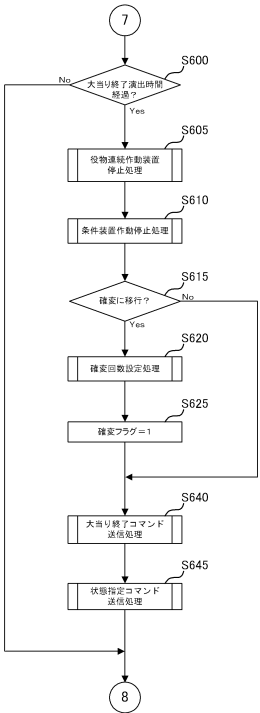 7
S600
No
大当り終了演出時間
経過？
Yes
S605
役物連続作動装置
停止処理
S610
条件装置作動停止処理
S615
確変に移行？
No
Yes
S620
確変回数設定処理
S625
確変フラグ＝1
S640
大当り終了コマンド
送信処理
S645
状態指定コマンド
送信処理
8